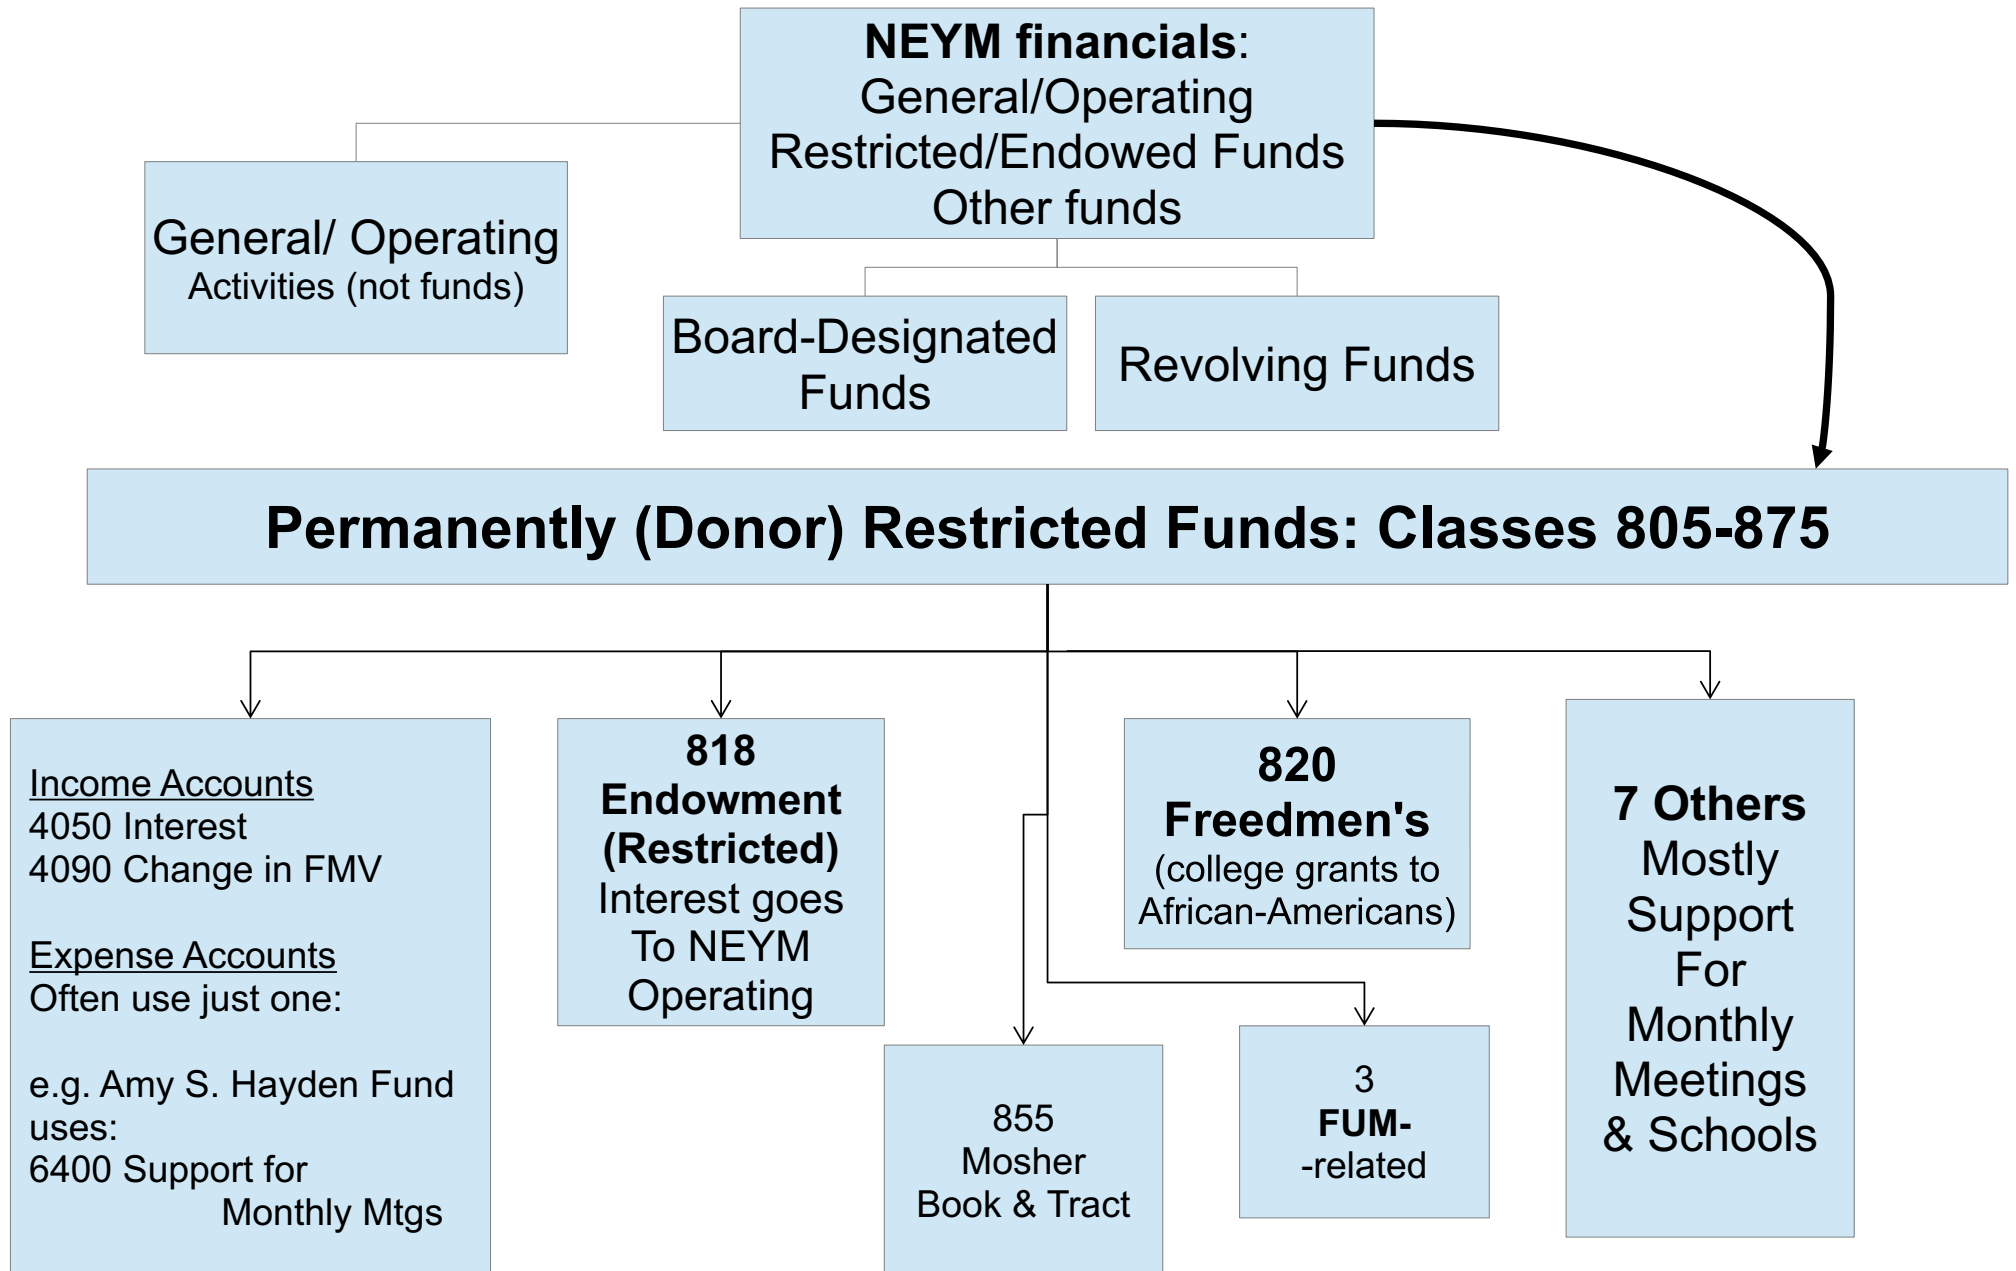 NEYM financials:
General/Operating
Restricted/Endowed Funds
Other funds
General/ Operating
Activities (not funds)
Board-Designated
Funds
Revolving Funds
Permanently (Donor) Restricted Funds: Classes 805-875
Income Accounts
4050 Interest
4090 Change in FMV
Expense Accounts
Often use just one:
e.g. Amy S. Hayden Fund
uses:
6400 Support for
Monthly Mtgs
818
Endowment
(Restricted)
Interest goes
To NEYM
Operating
855
Mosher
Book & Tract
820
Freedmen's
(college grants to
African-Americans)
3
FUM-
-related
7 Others
Mostly
Support
For
Monthly
Meetings
& Schools